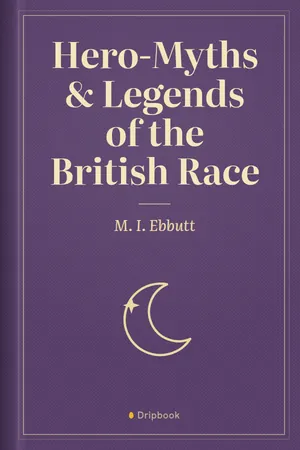 Hero-Myths
& Legends
of the
British Race
M. I. Ebbutt
Dripbook